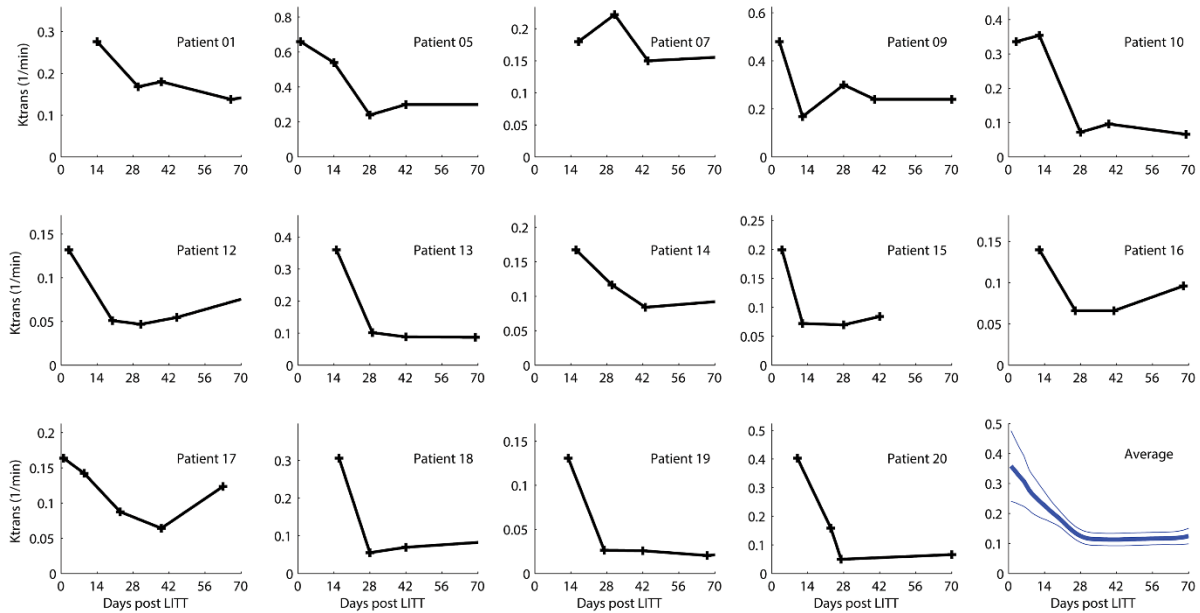 Ktrans (1/min)
0.3
0.2
0.1
0
Patient 01
0 14 28 42 56 70
0.8
0.6
0.4
0.2
0
Patient 05
0 14 28 42 56 70
0.2
0.15
0.1
0.05
0
Patient 07
0 14 28 42 56 70
0.6
0.4
0.2
0
Patient 09
0 14 28 42 56 70
0.4
0.3
0.2
0.1
0
Patient 10
0 14 28 42 56 70
Ktrans (1/min)
0.15
0.1
0.05
0
Patient 12
0 14 28 42 56 70
0.4
0.3
0.2
0.1
0
Patient 13
0 14 28 42 56 70
0.2
0.15
0.1
0.05
0
Patient 14
0 14 28 42 56 70
0.25
0.2
0.15
0.1
0.05
0
Patient 15
0 14 28 42 56 70
0.15
0.1
0.05
0
Patient 16
0 14 28 42 56 70
Ktrans (1/min)
0.2
0.15
0.1
0.05
0
Patient 17
0 14 28 42 56 70
Days post LITT
0.3
0.2
0.1
0
Patient 18
0 14 28 42 56 70
Days post LITT
0.15
0.1
0.05
0
Patient 19
0 14 28 42 56 70
Days post LITT
0.5
0.4
0.3
0.2
0.1
0
Patient 20
0 14 28 42 56 70
Days post LITT
0.5
0.4
0.3
0.2
0.1
0
Average
0 14 28 42 56 70
Days post LITT